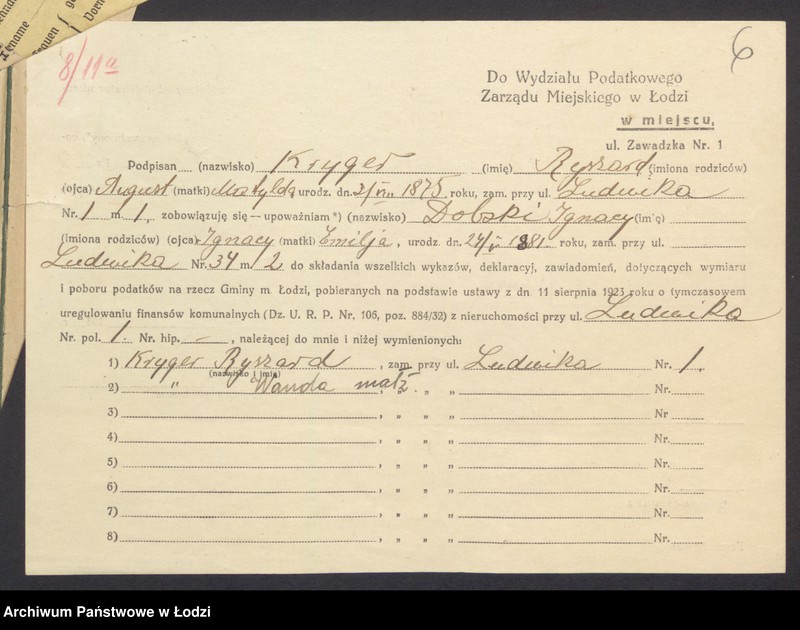 Tename
8/11a
6
Do Wydziału Podatkowego
Zarządu Miejskiego w Łodzi
w miejscu,
ul. Zawadzka Nr. 1
Podpisan (nazwisko) Kryger (imię) Ryszard (imiona rodziców)
(ojca) August (matki) Matylda urodz. dn. 2/VIII 1875 roku, zam. przy ul. Ludwika
Nr. 1 m. 1, zobowiązuję się — upoważniam *) (nazwisko) Dobski Ignacy (imię)
(imiona rodziców) (ojca) Ignacy (matki) Emilja, urodz. dn. 24/V 1881 roku, zam. przy ul.
Ludwika Nr. 34 m. 2 do składania wszelkich wykazów, deklaracyj, zawiadomień, dotyczących wymiaru
i poboru podatków na rzecz Gminy m. Łodzi, pobieranych na podstawie ustawy z dn 11 sierpnia 1923 roku o tymczasowem
uregulowaniu finansów komunalnych (Dz. U. R. P. Nr. 106, poz. 884/32) z nieruchomości przy ul. Ludwika
Nr. pol. 1. Nr. hip. –, należącej do mnie i niżej wymienionych:
1) Kryger Ryszard, zam. przy ul. Ludwika Nr. 1.
(nazwisko i imię)
2) " Wanda małż. , „ „ Nr.
3) , „ „ „ Nr
4) , „ „ „ Nr.
5) , „ „ „ Nr.
6) , „ „ „ Nr.
7) , „ „ „ Nr.
8) , „ „ „ Nr.
Archiwum Państwowe w Łodzi